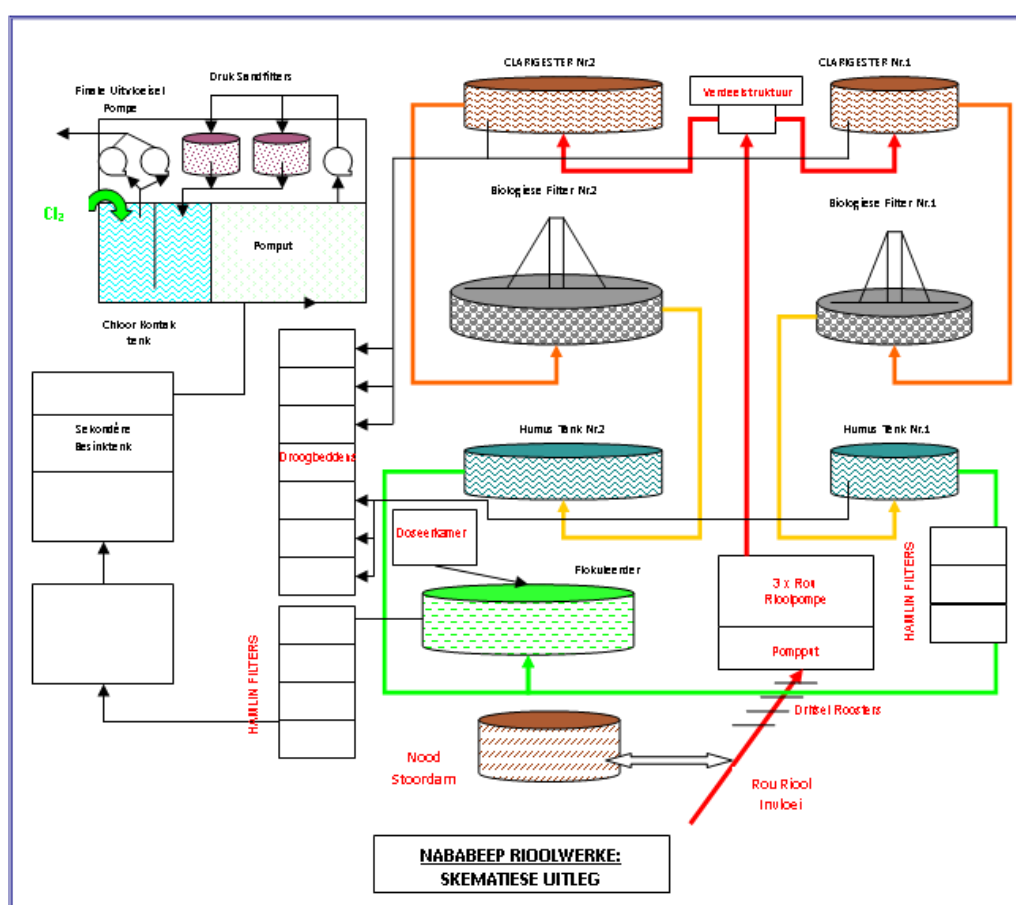 CLARIGESTER Nr.2
CLARIGESTER Nr.1
Druk Sandfilters
Finale Uitvloeisel
Pompe
Verdeelstruktuur
Cl₂
Pomput
Biologiese Filter Nr.2
Biologiese Filter Nr.1
Chloor Kontak
tenk
Sekondêre
Besinktenk
Droogbeddens
Humus Tenk Nr.2
Humus Tenk Nr.1
Doseerkamer
Flokuleerder
3 x Rou
Rioolpompe
Pompput
HAMLIN FILTERS
HAMLIN FILTERS
Driftsel Roosters
Nood
Stoordam
Rou Riool
Invloei
NABABEEP RIOOLWERKE:
SKEMATIESE UITLEG